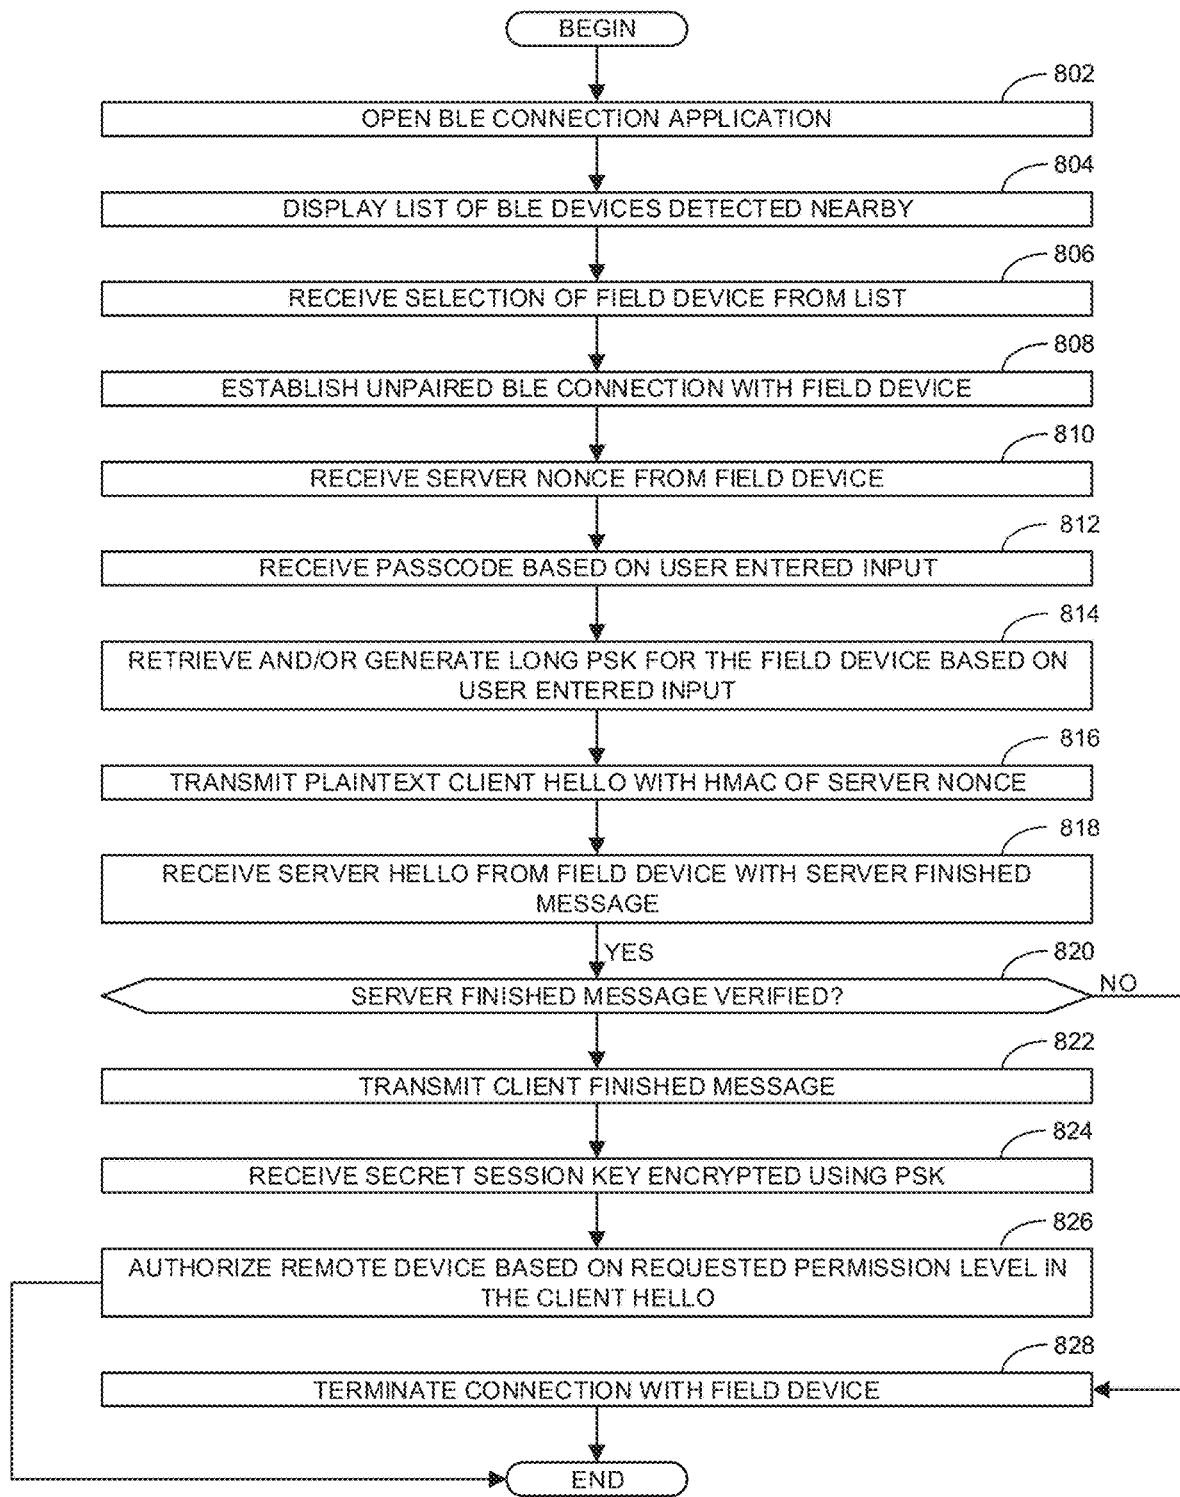 BEGIN
802
OPEN BLE CONNECTION APPLICATION
804
DISPLAY LIST OF BLE DEVICES DETECTED NEARBY
806
RECEIVE SELECTION OF FIELD DEVICE FROM LIST
808
ESTABLISH UNPAIRED BLE CONNECTION WITH FIELD DEVICE
810
RECEIVE SERVER NONCE FROM FIELD DEVICE
812
RECEIVE PASSCODE BASED ON USER ENTERED INPUT
814
RETRIEVE AND/OR GENERATE LONG PSK FOR THE FIELD DEVICE BASED ON
USER ENTERED INPUT
816
TRANSMIT PLAINTEXT CLIENT HELLO WITH HMAC OF SERVER NONCE
818
RECEIVE SERVER HELLO FROM FIELD DEVICE WITH SERVER FINISHED
MESSAGE
YES
820
SERVER FINISHED MESSAGE VERIFIED?
NO
822
TRANSMIT CLIENT FINISHED MESSAGE
824
RECEIVE SECRET SESSION KEY ENCRYPTED USING PSK
826
AUTHORIZE REMOTE DEVICE BASED ON REQUESTED PERMISSION LEVEL IN
THE CLIENT HELLO
828
TERMINATE CONNECTION WITH FIELD DEVICE
END